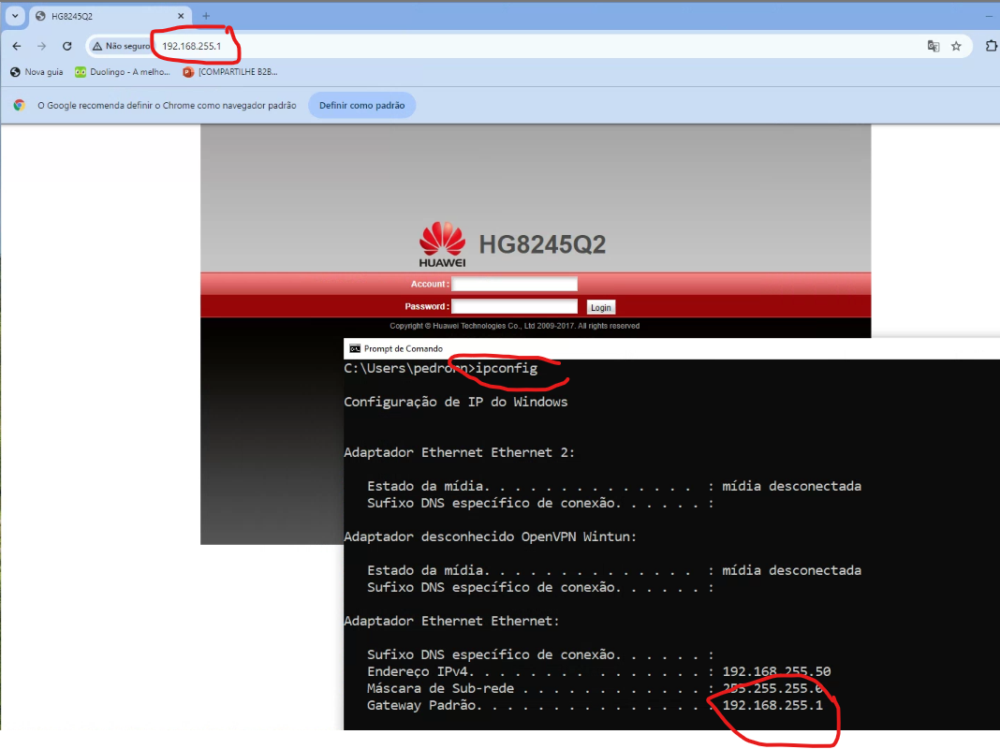 HG8245Q2
Não seguro 192.168.255.1
Nova guia Duolingo - A melho... [COMPARTILHE B2B...
O Google recomenda definir o Chrome como navegador padrão Definir como padrão
HUAWEI HG8245Q2
Account :
Password : Login
Copyright © Huawei Technologies Co., Ltd 2009-2017. All rights reserved
Prompt de Comando
C:\Users\pedrorn>ipconfig
Configuração de IP do Windows
Adaptador Ethernet Ethernet 2:
Estado da mídia. . . . . . . . . . . . . . : mídia desconectada
Sufixo DNS específico de conexão. . . . . . :
Adaptador desconhecido OpenVPN Wintun:
Estado da mídia. . . . . . . . . . . . . . : mídia desconectada
Sufixo DNS específico de conexão. . . . . . :
Adaptador Ethernet Ethernet:
Sufixo DNS específico de conexão. . . . . . :
Endereço IPv4. . . . . . . . . . . . . . . : 192.168.255.50
Máscara de Sub-rede . . . . . . . . . . . . : 255.255.255.0
Gateway Padrão. . . . . . . . . . . . . . . : 192.168.255.1